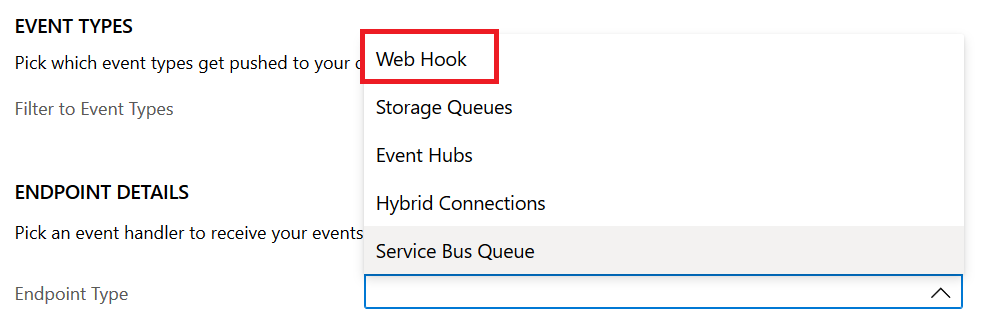 EVENT TYPES
Pick which event types get pushed to your
Filter to Event Types
Web Hook
Storage Queues
Event Hubs
Hybrid Connections
Service Bus Queue
ENDPOINT DETAILS
Pick an event handler to receive your events
Endpoint Type